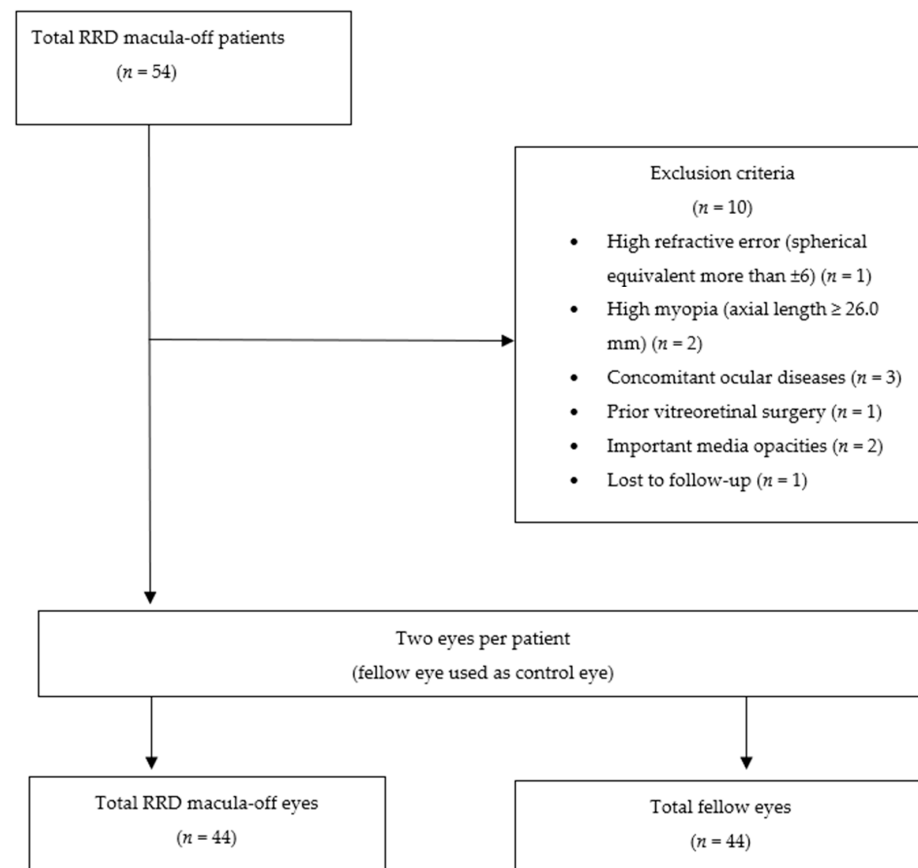 Total RRD macula-off patients
(n = 54)
Exclusion criteria
(n = 10)
• High refractive error (spherical
equivalent more than ±6) (n = 1)
• High myopia (axial length ≥ 26.0
mm) (n = 2)
• Concomitant ocular diseases (n = 3)
• Prior vitreoretinal surgery (n = 1)
• Important media opacities (n = 2)
• Lost to follow-up (n = 1)
Two eyes per patient
(fellow eye used as control eye)
Total RRD macula-off eyes
(n = 44)
Total fellow eyes
(n = 44)